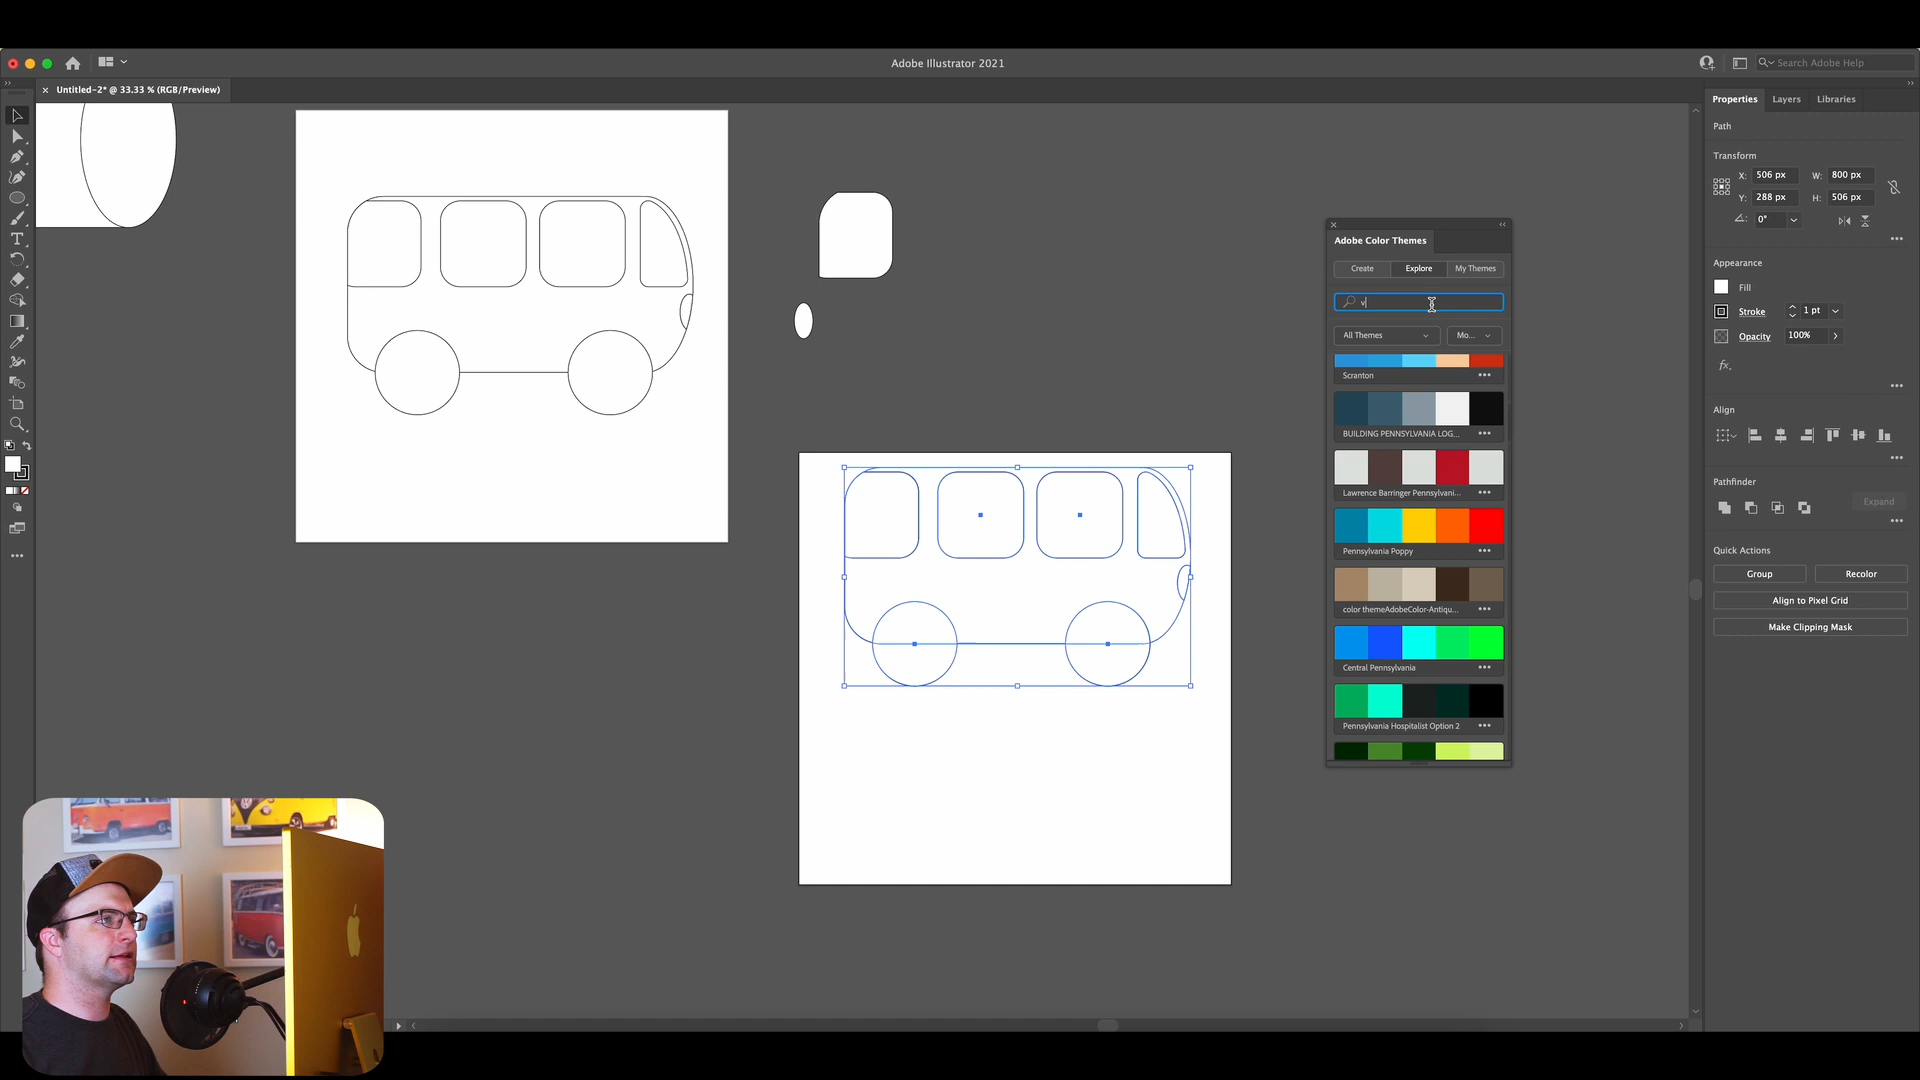 Adobe Illustrator 2021
Search Adobe Help
Untitled-2* @ 33.33 % (RGB/Preview)
Properties
Layers
Libraries
Path
Transform
X: 506 px W: 800 px
Y: 288 px H: 506 px
0°
Appearance
Fill
Stroke 1 pt
Opacity 100%
fx.
Align
Pathfinder
Expand
Quick Actions
Group
Recolor
Align to Pixel Grid
Make Clipping Mask
Adobe Color Themes
Create
Explore
My Themes
v
All Themes
Mo...
Scranton
BUILDING PENNSYLVANIA LOG...
Lawrence Barringer Pennsylvani...
Pennsylvania Poppy
color themeAdobeColor-Antiqu...
Central Pennsylvania
Pennsylvania Hospitalist Option 2